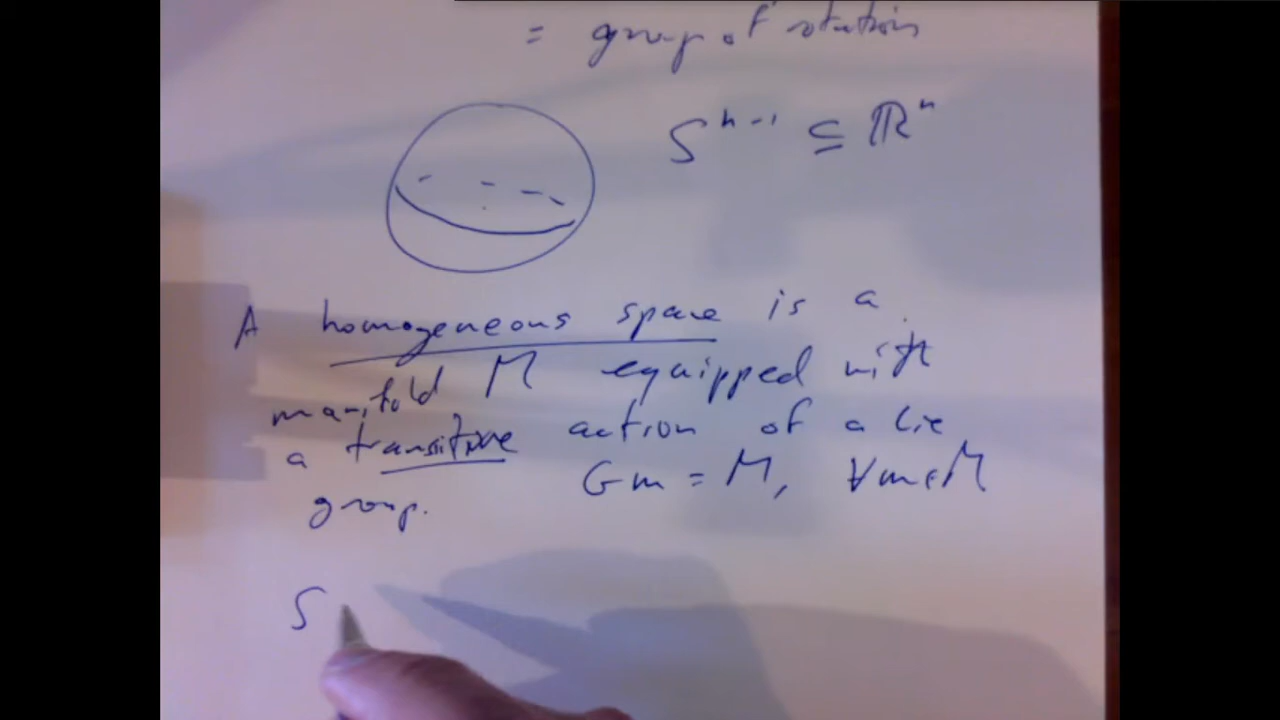 = group of rotations
S^{n-1} ⊆ ℝ^n
A homogeneous space is a
manifold M equipped with
a transitive action of a Lie
group. Gm = M, ∀m∈M
S